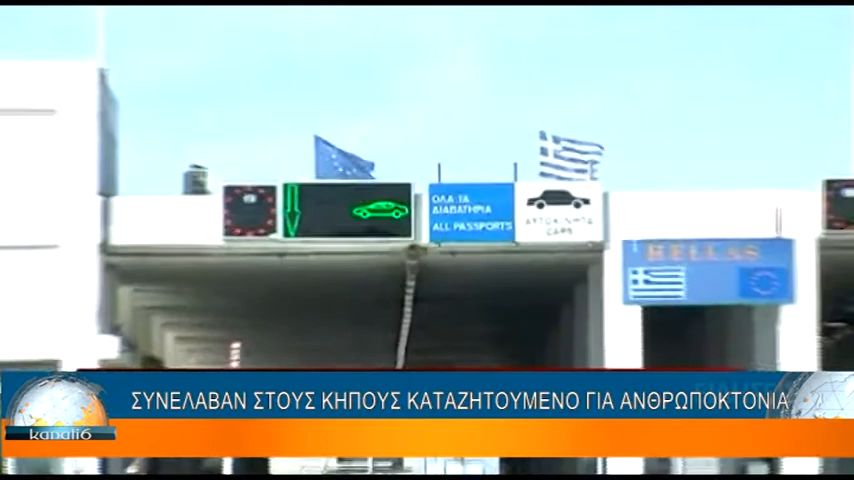 ΟΛΑ ΤΑ
ΔΙΑΒΑΤΗΡΙΑ
ALL PASSPORTS
ΑΥΤΟΚΙΝΗΤΑ
CARS
HELLAS
ΣΥΝΕΛΑΒΑΝ ΣΤΟΥΣ ΚΗΠΟΥΣ ΚΑΤΑΖΗΤΟΥΜΕΝΟ ΓΙΑ ΑΝΘΡΩΠΟΚΤΟΝΙΑ
kanali6